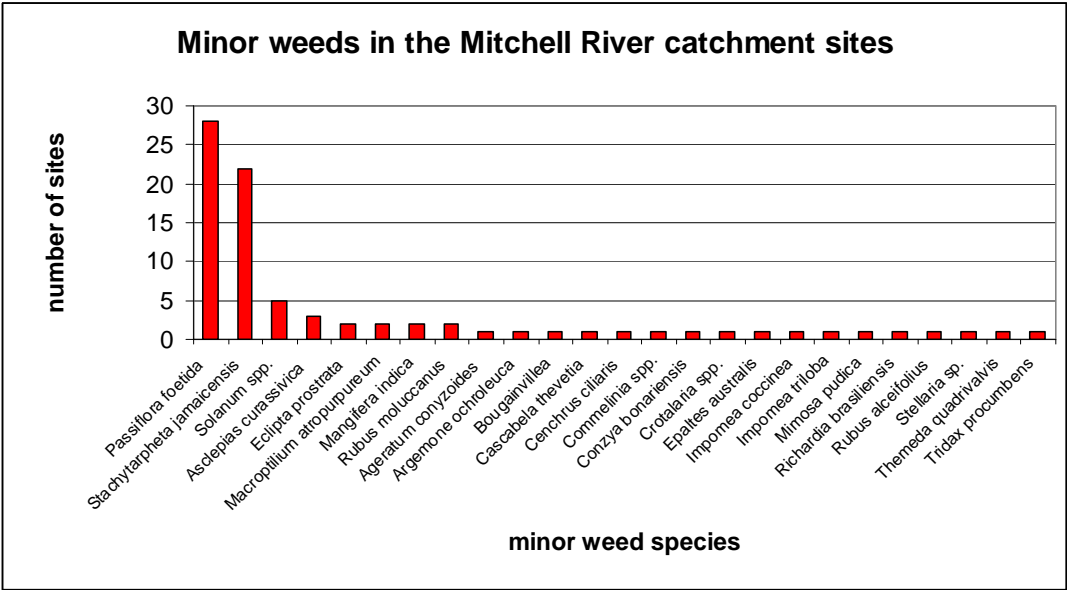 Minor weeds in the Mitchell River catchment sites
number of sites
30
25
20
15
10
5
0
Passiflora foetida
Stachytarpheta jamaicensis
Solanum spp.
Asclepias scurassivica
Eclipta prostrata
Macroptilium atropurpureum
Mangifera indica
Rubus moluccanus
Ageratum conyzoides
Argemone ochroleuca
Bougainvillea
Cascabela thevetia
Cenchrus ciliaris
Commelinia spp.
Conzya bonariensis
Crotalaria spp.
Epaltes australis
Impomea coccinea
Impomea triloba
Mimosa pudica
Richardia brasiliensis
Rubus alceifolius
Stellaria sp.
Themeda quadrivalvis
Tridax procumbens
minor weed species